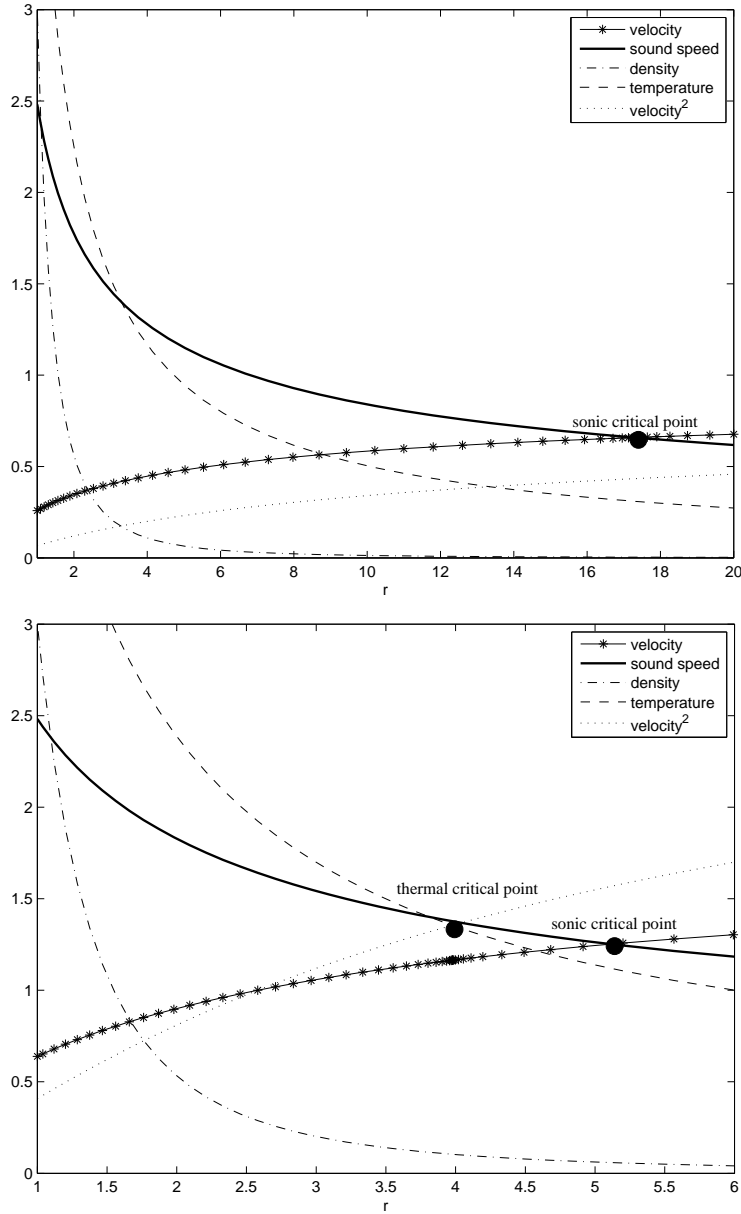 3
2.5
2
1.5
1
0.5
0
velocity
sound speed
density
temperature
velocity2
sonic critical point
2 4 6 8 10 12 14 16 18 20
r
3
2.5
2
1.5
1
0.5
0
velocity
sound speed
density
temperature
velocity2
thermal critical point
sonic critical point
1 1.5 2 2.5 3 3.5 4 4.5 5 5.5 6
r